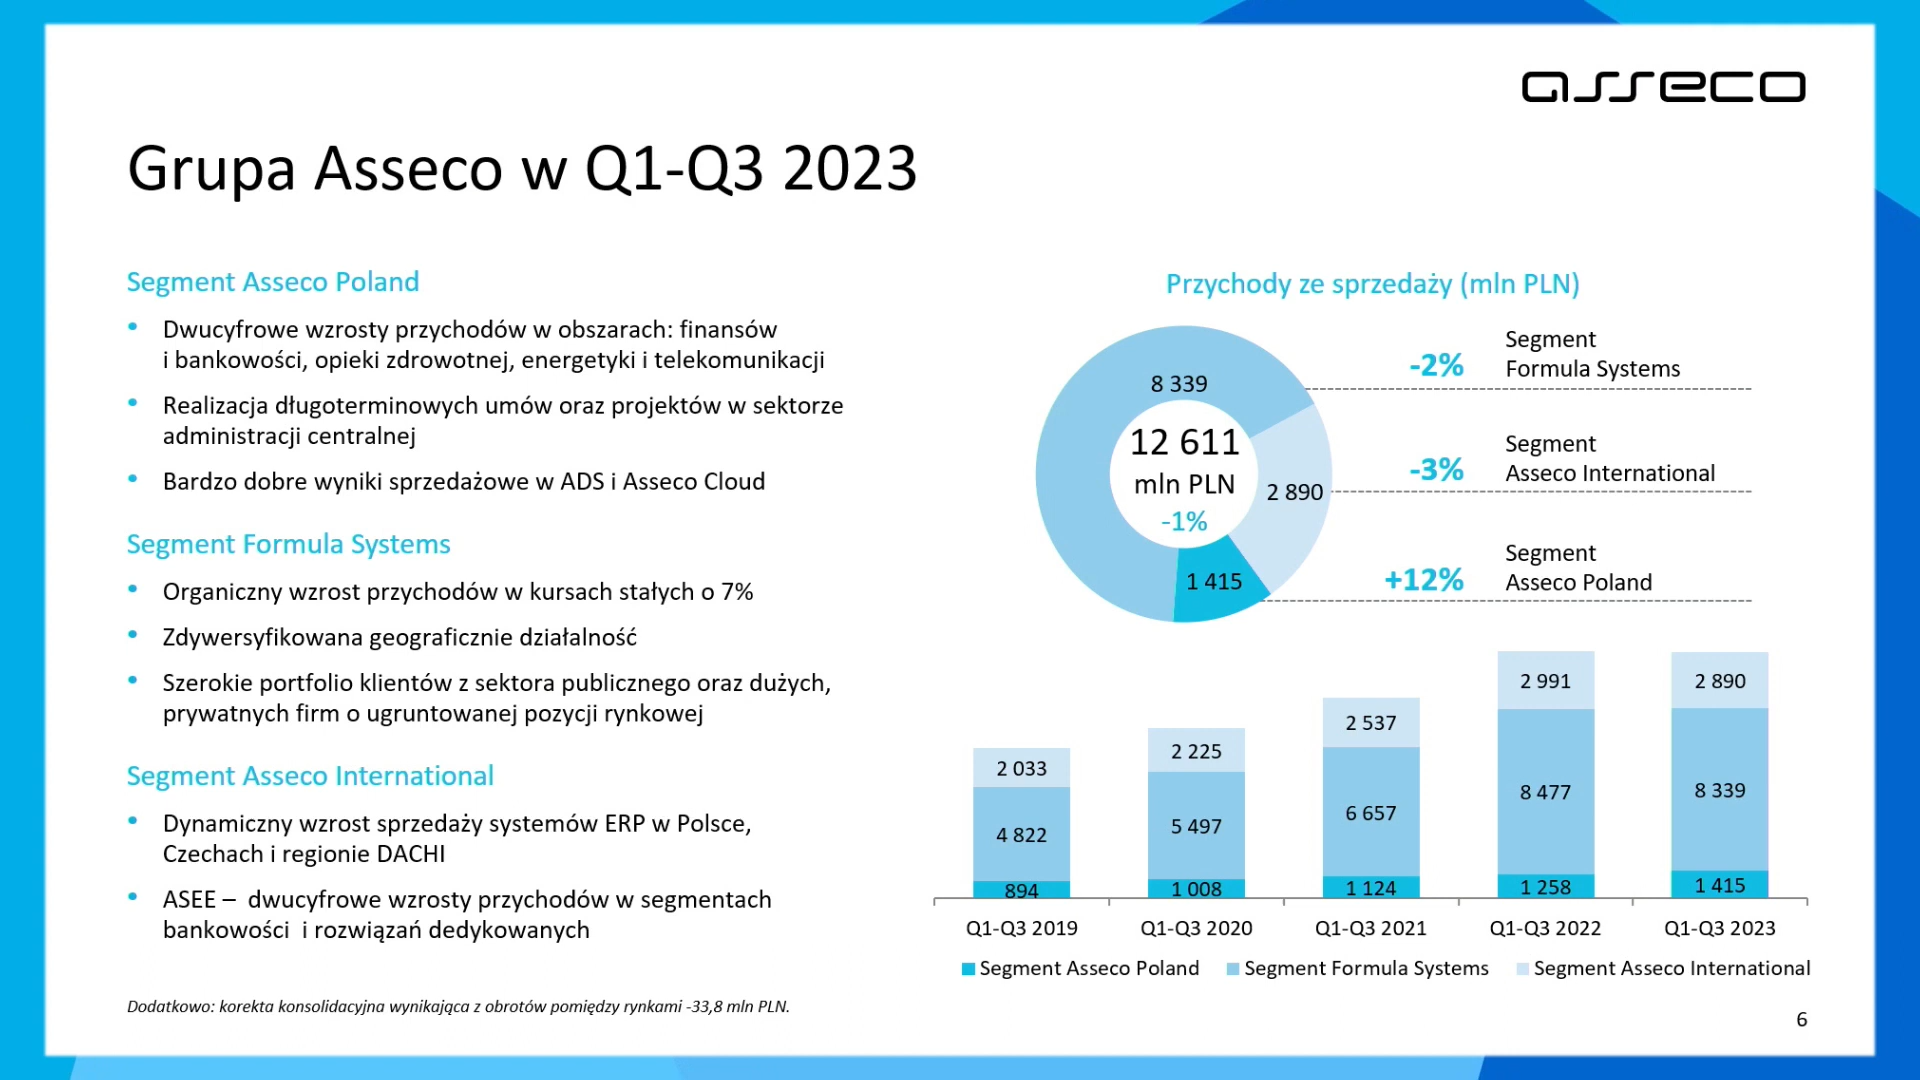 asseco
Grupa Asseco w Q1-Q3 2023
Segment Asseco Poland
• Dwucyfrowe wzrosty przychodów w obszarach: finansów
i bankowości, opieki zdrowotnej, energetyki i telekomunikacji
• Realizacja długoterminowych umów oraz projektów w sektorze
administracji centralnej
• Bardzo dobre wyniki sprzedażowe w ADS i Asseco Cloud
Segment Formula Systems
• Organiczny wzrost przychodów w kursach stałych o 7%
• Zdywersyfikowana geograficznie działalność
• Szerokie portfolio klientów z sektora publicznego oraz dużych,
prywatnych firm o ugruntowanej pozycji rynkowej
Segment Asseco International
• Dynamiczny wzrost sprzedaży systemów ERP w Polsce,
Czechach i regionie DACHI
• ASEE – dwucyfrowe wzrosty przychodów w segmentach
bankowości i rozwiązań dedykowanych
Dodatkowo: korekta konsolidacyjna wynikająca z obrotów pomiędzy rynkami -33,8 mln PLN.
Przychody ze sprzedaży (mln PLN)
8 339
12 611
mln PLN
-1%
2 890
1 415
-2%
Segment
Formula Systems
-3%
Segment
Asseco International
+12%
Segment
Asseco Poland
2 033
4 822
894
2 225
5 497
1 008
2 537
6 657
1 124
2 991
8 477
1 258
2 890
8 339
1 415
Q1-Q3 2019 Q1-Q3 2020 Q1-Q3 2021 Q1-Q3 2022 Q1-Q3 2023
Segment Asseco Poland Segment Formula Systems Segment Asseco International
6